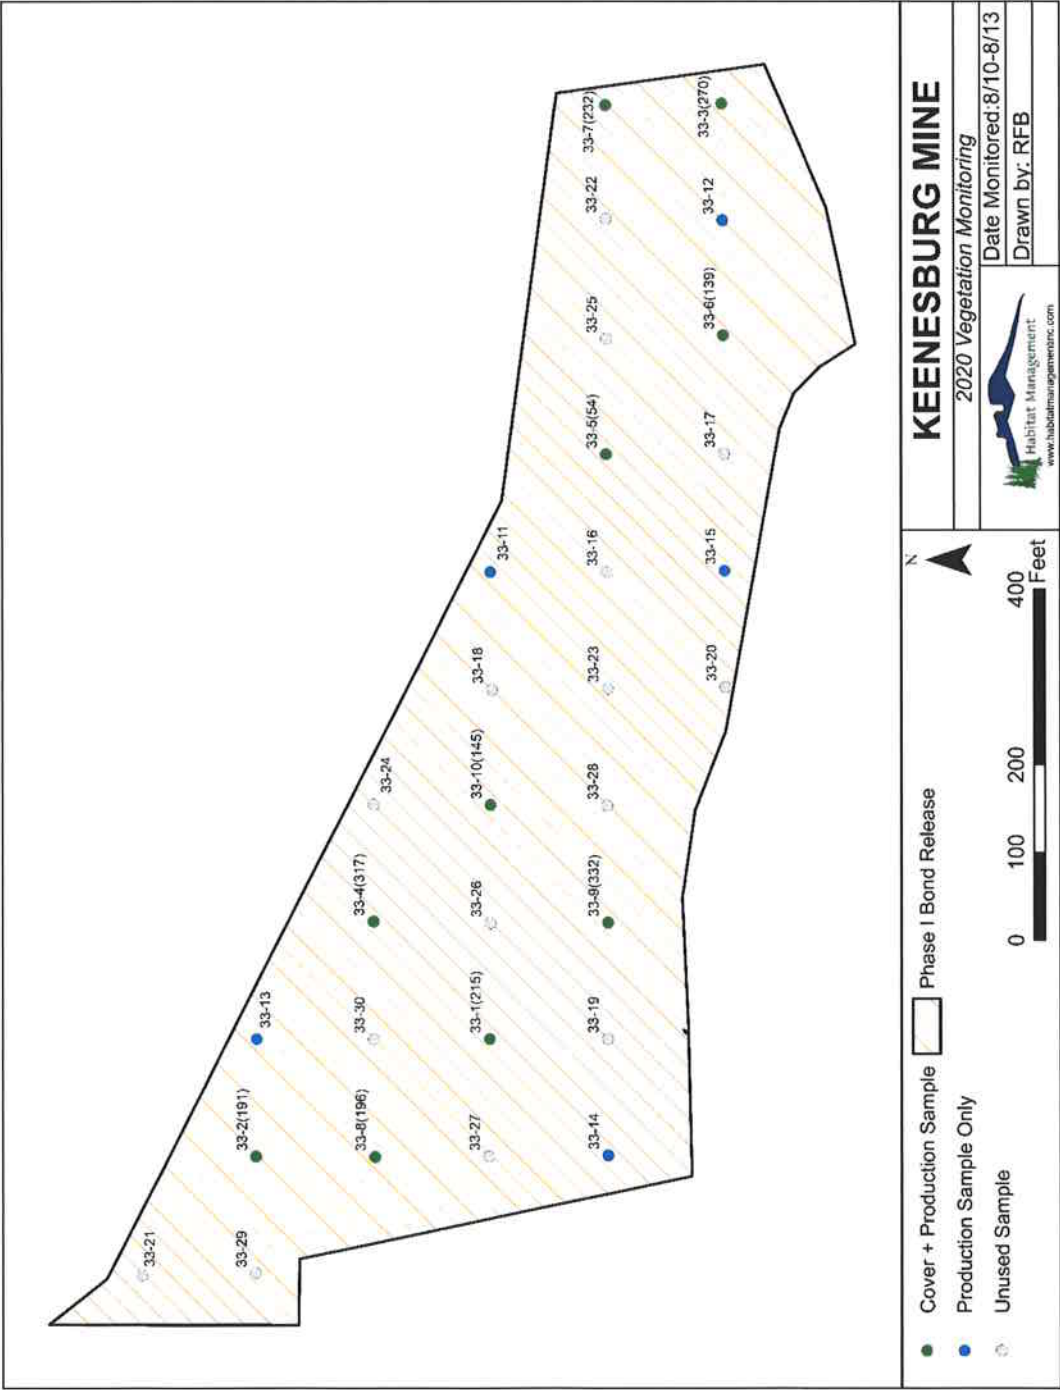 33-21
33-29
33-2(191)
33-13
33-8(196)
33-30
33-4(317)
33-24
33-27
33-1(215)
33-26
33-10(145)
33-18
33-11
33-14
33-19
33-9(332)
33-28
33-23
33-16
33-5(54)
33-25
33-22
33-7(232)
33-20
33-15
33-17
33-6(139)
33-12
33-3(270)
Cover + Production Sample
Production Sample Only
Unused Sample
Phase I Bond Release
N
0 100 200 400
Feet
KEENESBURG MINE
2020 Vegetation Monitoring
Habitat Management
www.habitatmanagementinc.com
Date Monitored:8/10-8/13
Drawn by: RFB